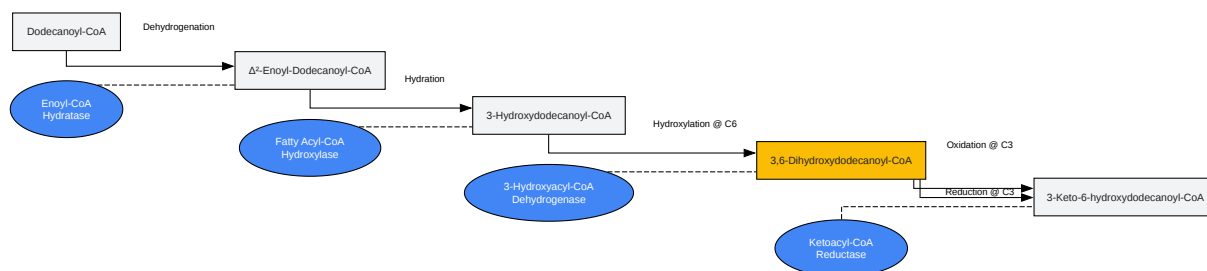 Dodecanoyl-CoA
Dehydrogenation
Δ²-Enoyl-Dodecanoyl-CoA
Hydration
Enoyl-CoA
Hydratase
3-Hydroxydodecanoyl-CoA
Hydroxylation @ C6
Fatty Acyl-CoA
Hydroxylase
3,6-Dihydroxydodecanoyl-CoA
Oxidation @ C3
3-Hydroxyacyl-CoA
Dehydrogenase
Reduction @ C3
3-Keto-6-hydroxydodecanoyl-CoA
Ketoacyl-CoA
Reductase